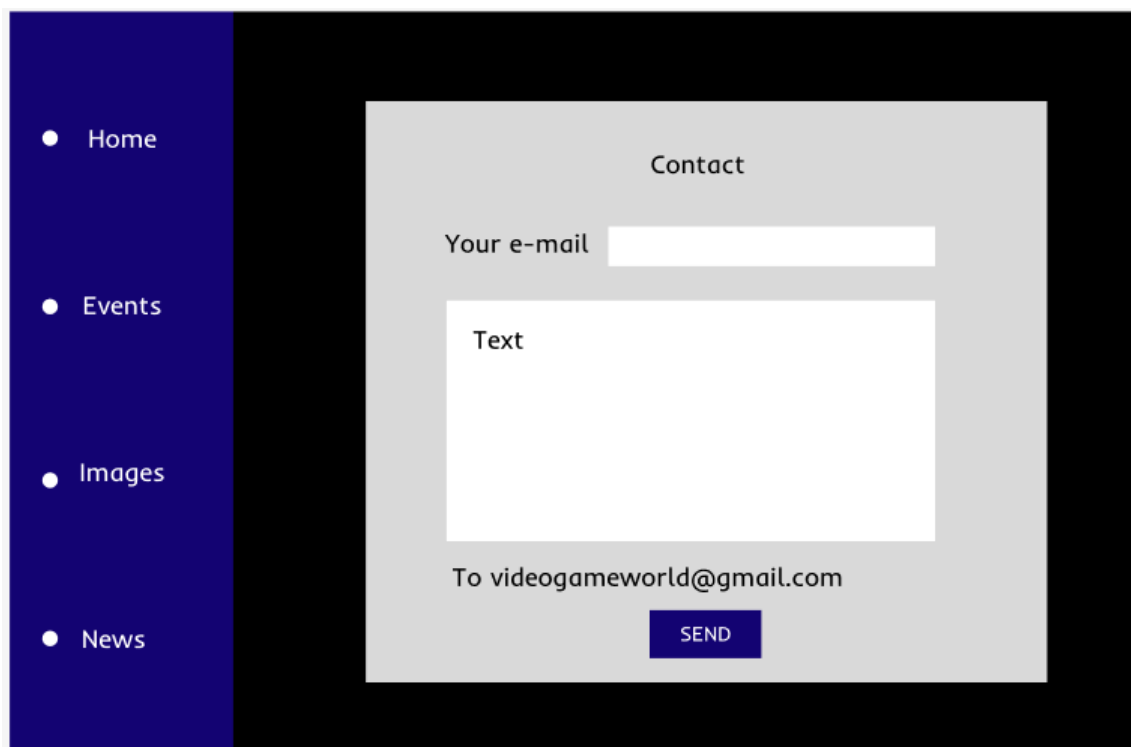 Home
Events
Images
News
Contact
Your e-mail
Text
To videogameworld@gmail.com
SEND